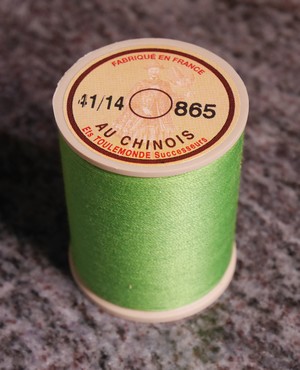 FABRIQUÉ EN FRANCE
41/14 865
AU CHINOIS
Ets TOULEMONDE Successeurs